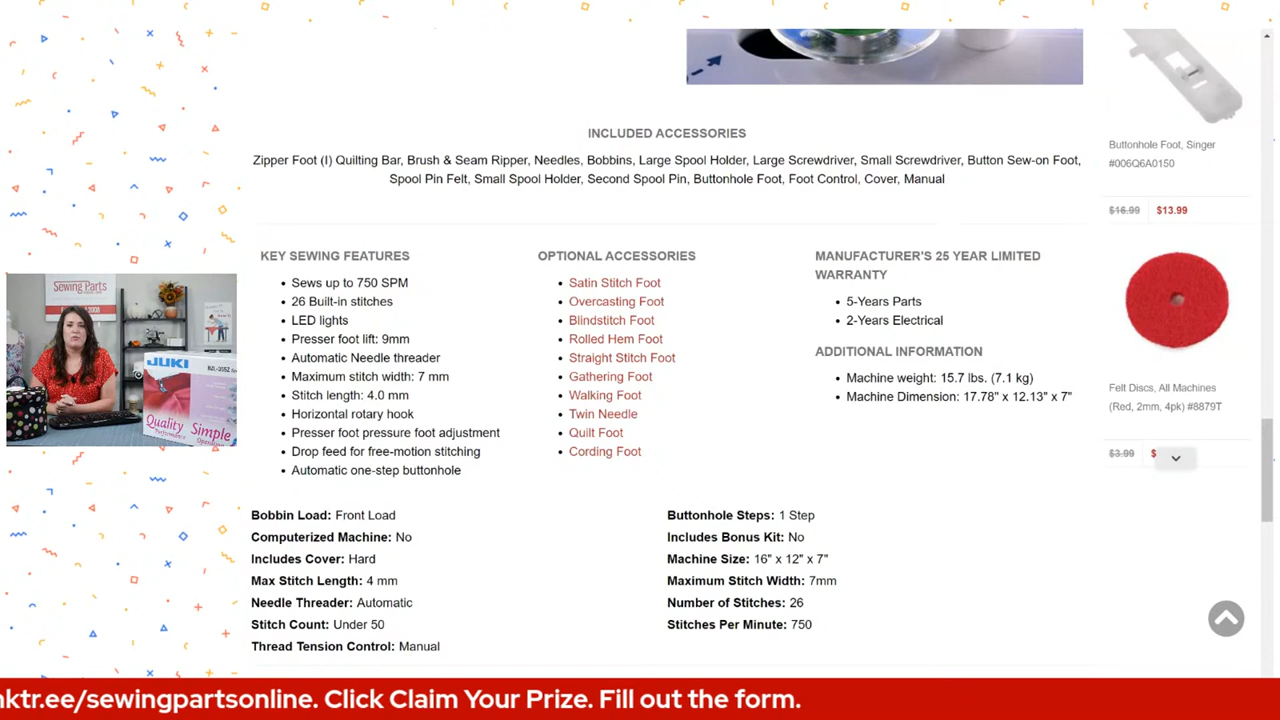 INCLUDED ACCESSORIES
Zipper Foot (I) Quilting Bar, Brush & Seam Ripper, Needles, Bobbins, Large Spool Holder, Large Screwdriver, Small Screwdriver, Button Sew-on Foot,
Spool Pin Felt, Small Spool Holder, Second Spool Pin, Buttonhole Foot, Foot Control, Cover, Manual
KEY SEWING FEATURES
Sews up to 750 SPM
26 Built-in stitches
LED lights
Presser foot lift: 9mm
Automatic Needle threader
Maximum stitch width: 7 mm
Stitch length: 4.0 mm
Horizontal rotary hook
Presser foot pressure foot adjustment
Drop feed for free-motion stitching
Automatic one-step buttonhole
OPTIONAL ACCESSORIES
Satin Stitch Foot
Overcasting Foot
Blindstitch Foot
Rolled Hem Foot
Straight Stitch Foot
Gathering Foot
Walking Foot
Twin Needle
Quilt Foot
Cording Foot
MANUFACTURER'S 25 YEAR LIMITED
WARRANTY
5-Years Parts
2-Years Electrical
ADDITIONAL INFORMATION
Machine weight: 15.7 lbs. (7.1 kg)
Machine Dimension: 17.78" x 12.13" x 7"
Bobbin Load: Front Load
Computerized Machine: No
Includes Cover: Hard
Max Stitch Length: 4 mm
Needle Threader: Automatic
Stitch Count: Under 50
Thread Tension Control: Manual
Buttonhole Steps: 1 Step
Includes Bonus Kit: No
Machine Size: 16" x 12" x 7"
Maximum Stitch Width: 7mm
Number of Stitches: 26
Stitches Per Minute: 750
Buttonhole Foot, Singer
#006Q6A0150
$16.99 $13.99
Felt Discs, All Machines
(Red, 2mm, 4pk) #8879T
$3.99 $
Sewing Parts
JUKI
Quality
Simple
nktr.ee/sewingpartsonline. Click Claim Your Prize. Fill out the form.